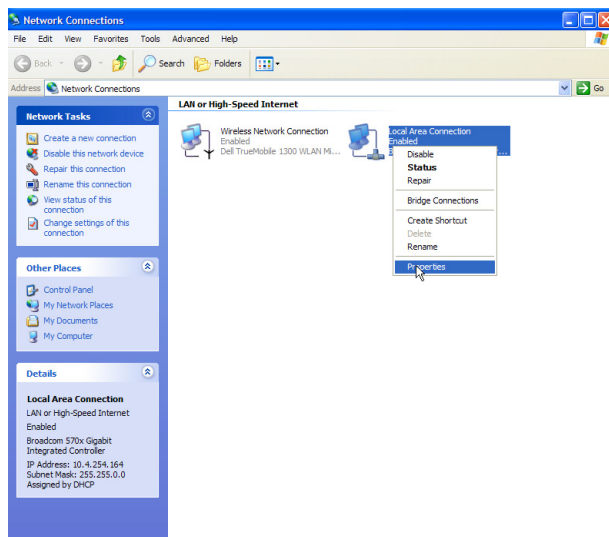 Network Connections
File Edit View Favorites Tools Advanced Help
Back Search Folders
Address Network Connections Go
LAN or High-Speed Internet
Network Tasks
Create a new connection
Disable this network device
Repair this connection
Rename this connection
View status of this
connection
Change settings of this
connection
Other Places
Control Panel
My Network Places
My Documents
My Computer
Details
Local Area Connection
LAN or High-Speed Internet
Enabled
Broadcom 570x Gigabit
Integrated Controller
IP Address: 10.4.254.164
Subnet Mask: 255.255.0.0
Assigned by DHCP
Wireless Network Connection
Enabled
Dell TrueMobile 1300 WLAN Mi...
Local Area Connection
Enabled
Disable
Status
Repair
Bridge Connections
Create Shortcut
Delete
Rename
Properties